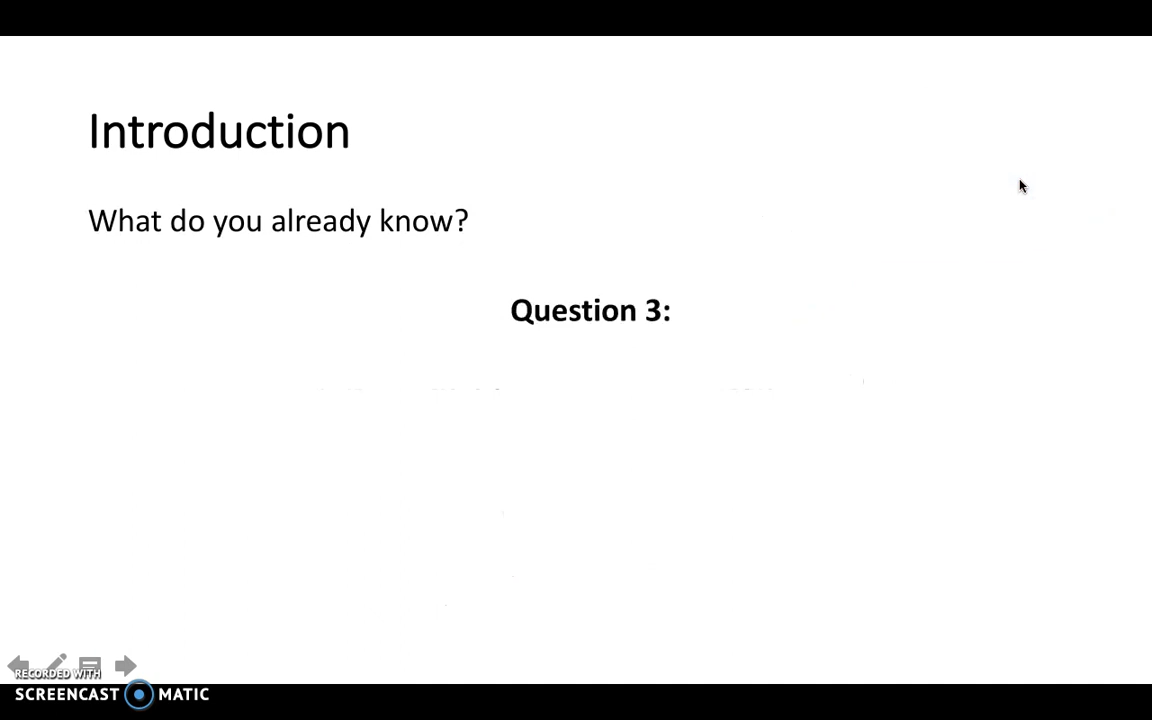 Introduction
What do you already know?
Question 3:
RECORDED WITH
SCREENCAST MATIC